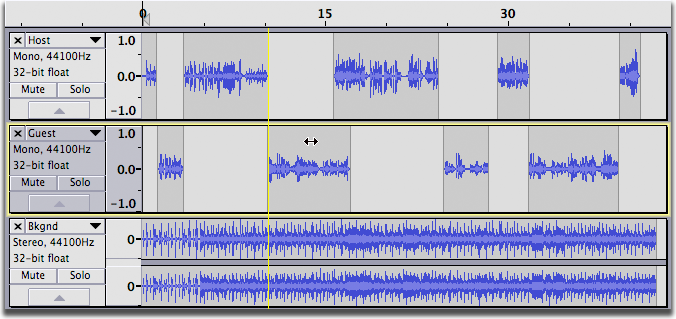 0 15 30
Host
Mono, 44100Hz
32-bit float
Mute Solo
1.0
0.0
-1.0
Guest
Mono, 44100Hz
32-bit float
Mute Solo
1.0
0.0
-1.0
Bkgnd
Stereo, 44100Hz
32-bit float
Mute Solo
0
0